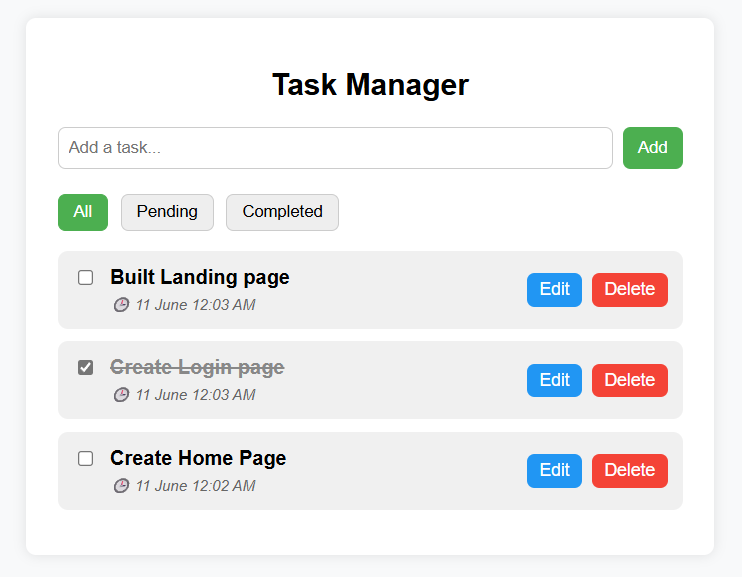 Task Manager
Add a task... Add
All Pending Completed
Built Landing page
11 June 12:03 AM
Edit Delete
Create Login page
11 June 12:03 AM
Edit Delete
Create Home Page
11 June 12:02 AM
Edit Delete